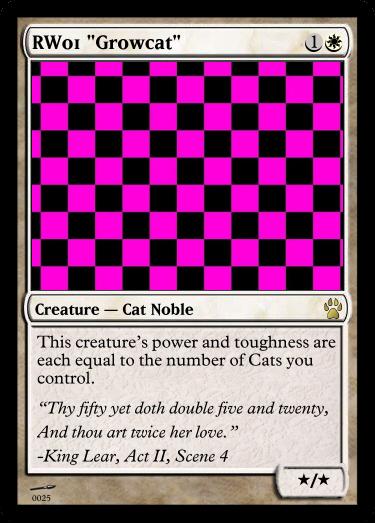 RW01 "Growcat" 1
Creature — Cat Noble
This creature's power and toughness are
each equal to the number of Cats you
control.
"Thy fifty yet doth double five and twenty,
And thou art twice her love."
-King Lear, Act II, Scene 4
★/★
0025